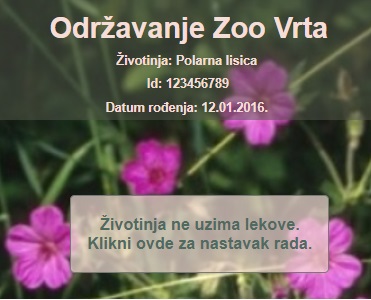 Održavanje Zoo Vrta
Životinja: Polarna lisica
Id: 123456789
Datum rođenja: 12.01.2016.
Životinja ne uzima lekove.
Klikni ovde za nastavak rada.